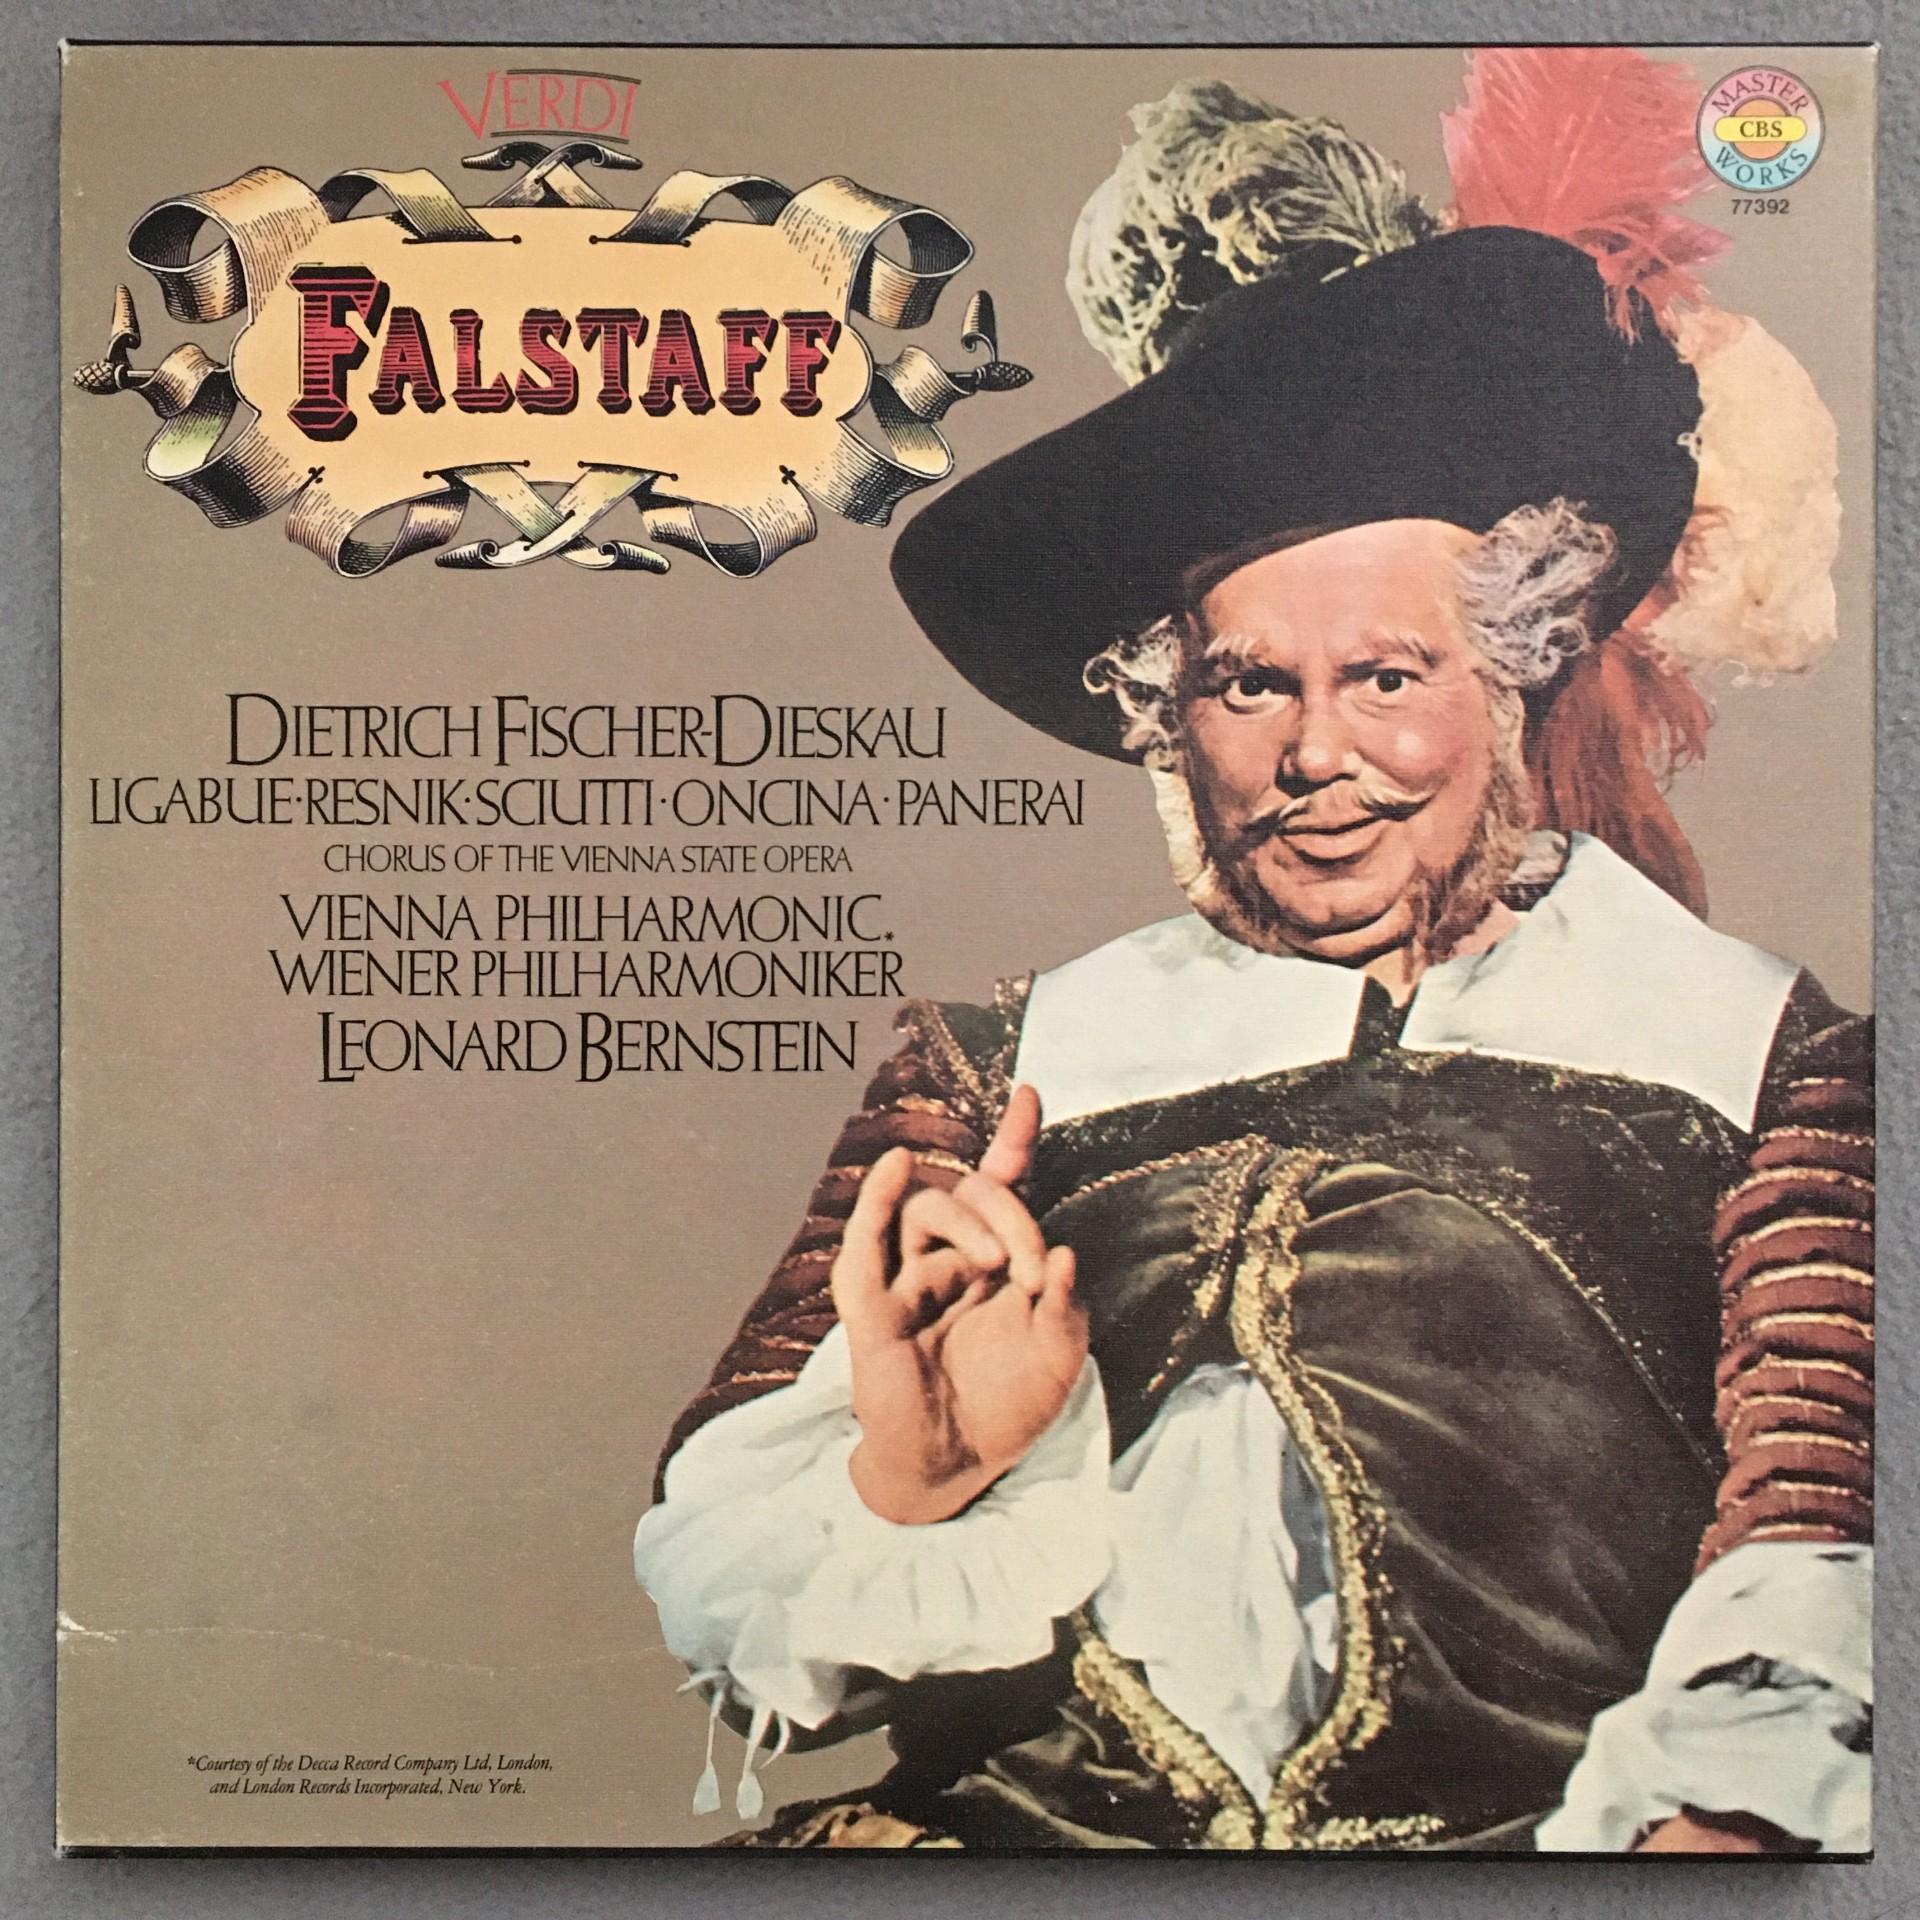 VERDI
MASTER
CBS
WORKS
77392
FALSTAFF
DIETRICH FISCHER-DIESKAU
LIGABUE·RESNIK·SCIUTTI·ONCINA·PANERAI
CHORUS OF THE VIENNA STATE OPERA
VIENNA PHILHARMONIC*
WIENER PHILHARMONIKER
LEONARD BERNSTEIN
*Courtesy of the Decca Record Company Ltd, London,
and London Records Incorporated, New York.